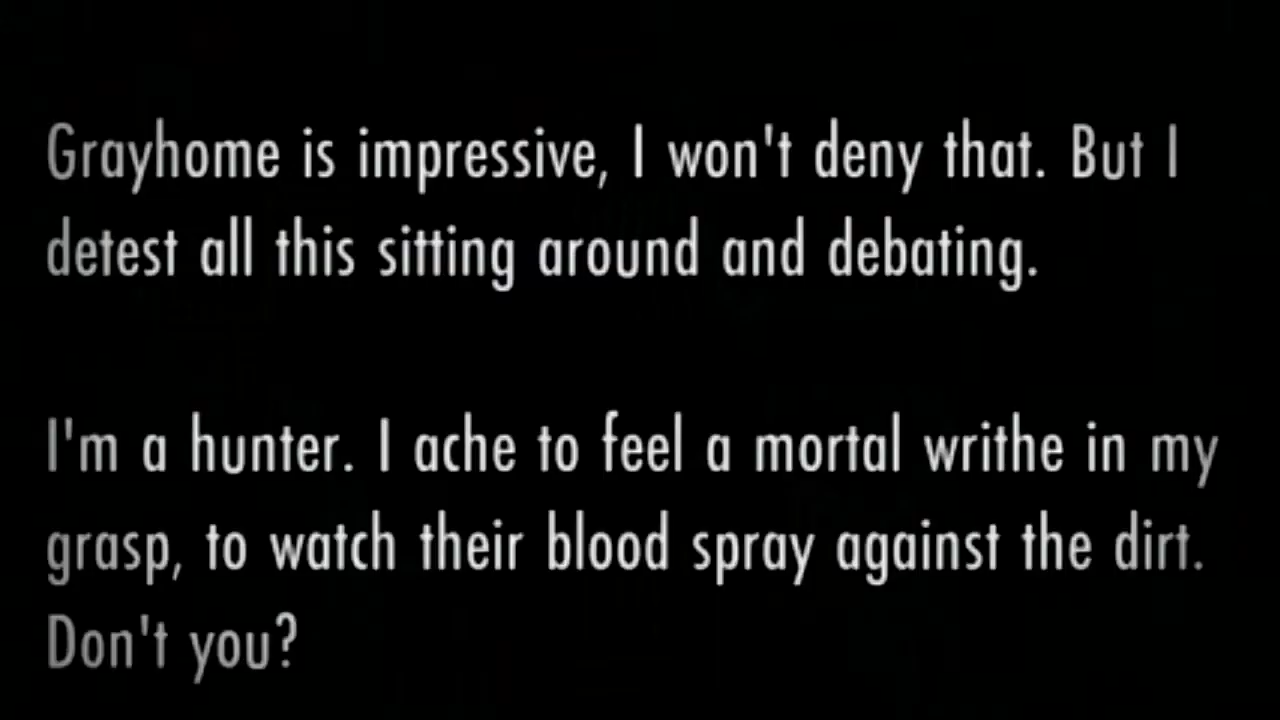 Grayhome is impressive, I won't deny that. But I
detest all this sitting around and debating.
I'm a hunter. I ache to feel a mortal writhe in my
grasp, to watch their blood spray against the dirt.
Don't you?